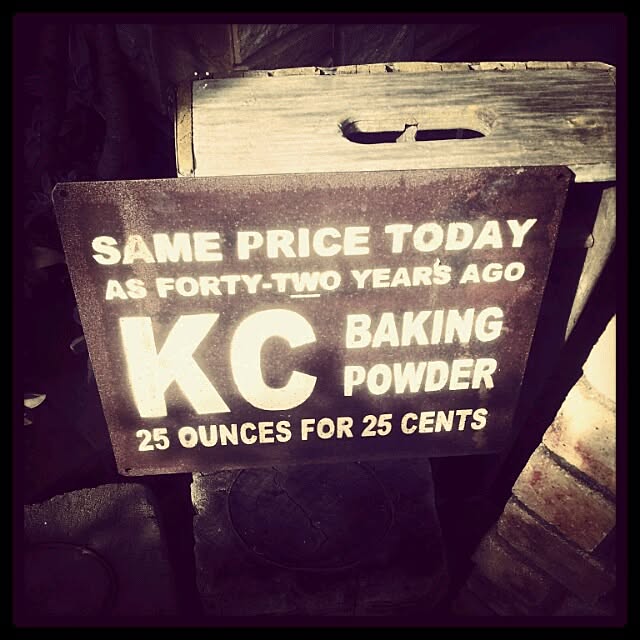 SAME PRICE TODAY
AS FORTY-TWO YEARS AGO
KC BAKING
POWDER
25 OUNCES FOR 25 CENTS